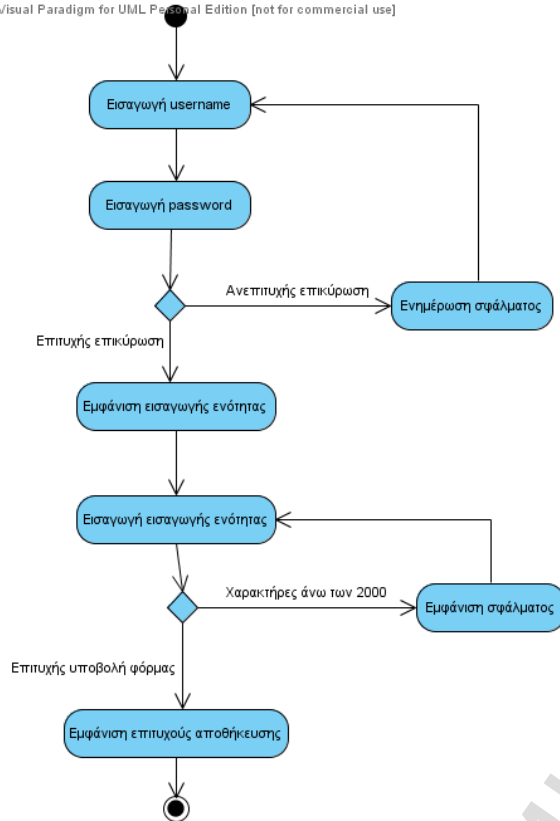 Visual Paradigm for UML Personal Edition [not for commercial use]
Εισαγωγή username
Εισαγωγή password
Ανεπιτυχής επικύρωση
Ενημέρωση σφάλματος
Επιτυχής επικύρωση
Εμφάνιση εισαγωγής ενότητας
Εισαγωγή εισαγωγής ενότητας
Χαρακτήρες άνω των 2000
Εμφάνιση σφάλματος
Επιτυχής υποβολή φόρμας
Εμφάνιση επιτυχούς αποθήκευσης